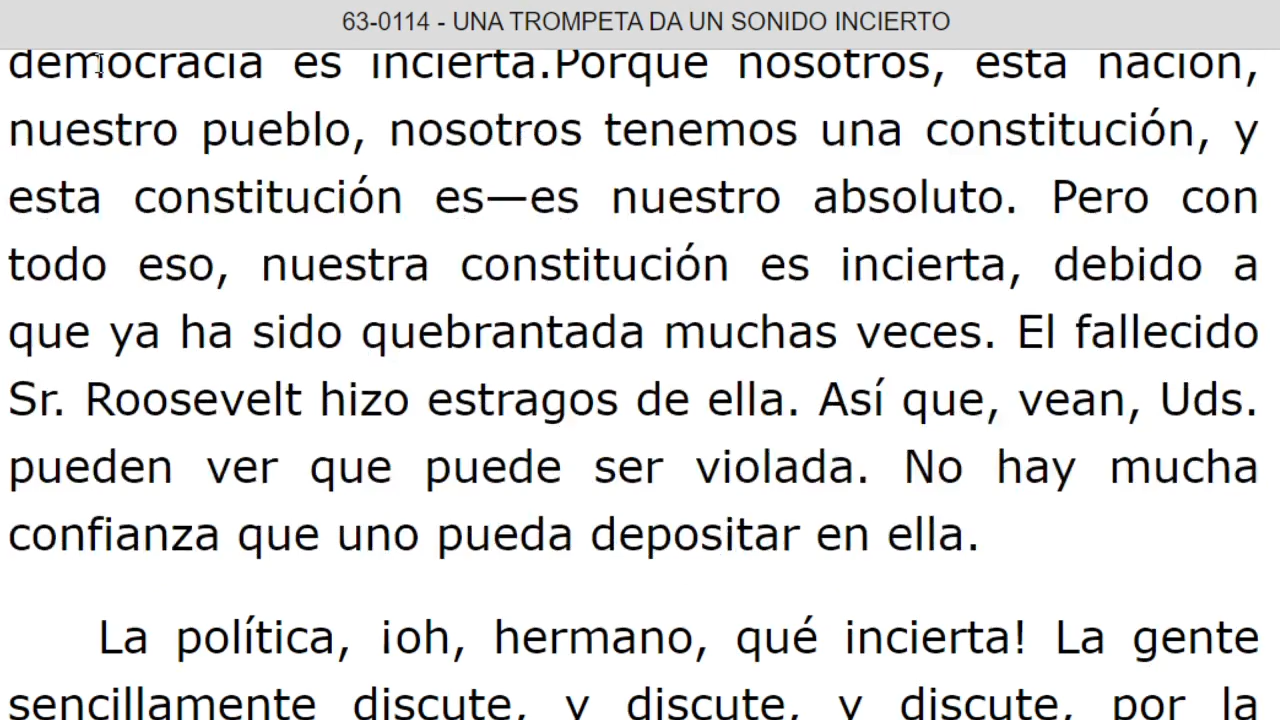 63-0114 - UNA TROMPETA DA UN SONIDO INCIERTO
democracia es incierta.Porque nosotros, esta nación,
nuestro pueblo, nosotros tenemos una constitución, y
esta constitución es—es nuestro absoluto. Pero con
todo eso, nuestra constitución es incierta, debido a
que ya ha sido quebrantada muchas veces. El fallecido
Sr. Roosevelt hizo estragos de ella. Así que, vean, Uds.
pueden ver que puede ser violada. No hay mucha
confianza que uno pueda depositar en ella.
La política, ¡oh, hermano, qué incierta! La gente
sencillamente discute, y discute, y discute, por la